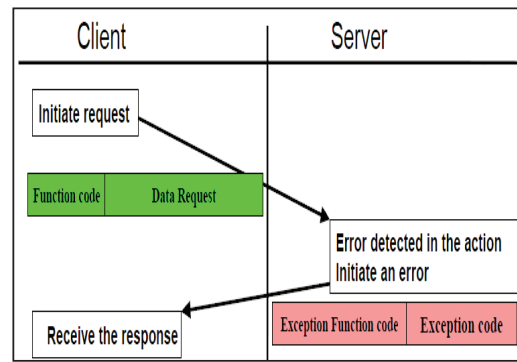 Client
Server
Initiate request
Function code
Data Request
Error detected in the action
Initiate an error
Receive the response
Exception Function code
Exception code